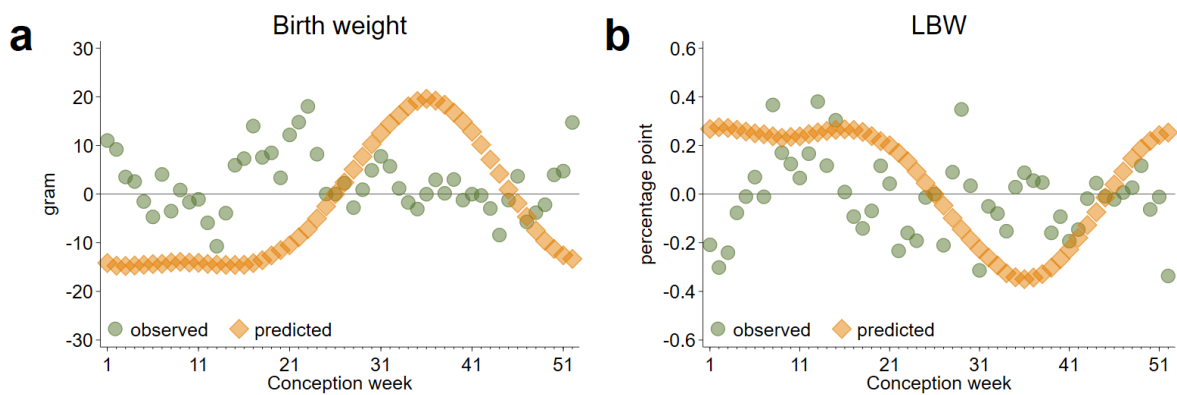 a
Birth weight
30
20
10
0
-10
-20
-30
gram
observed
predicted
1 11 21 31 41 51
Conception week
b
LBW
0.6
0.4
0.2
0.0
-0.2
-0.4
-0.6
percentage point
observed
predicted
1 11 21 31 41 51
Conception week